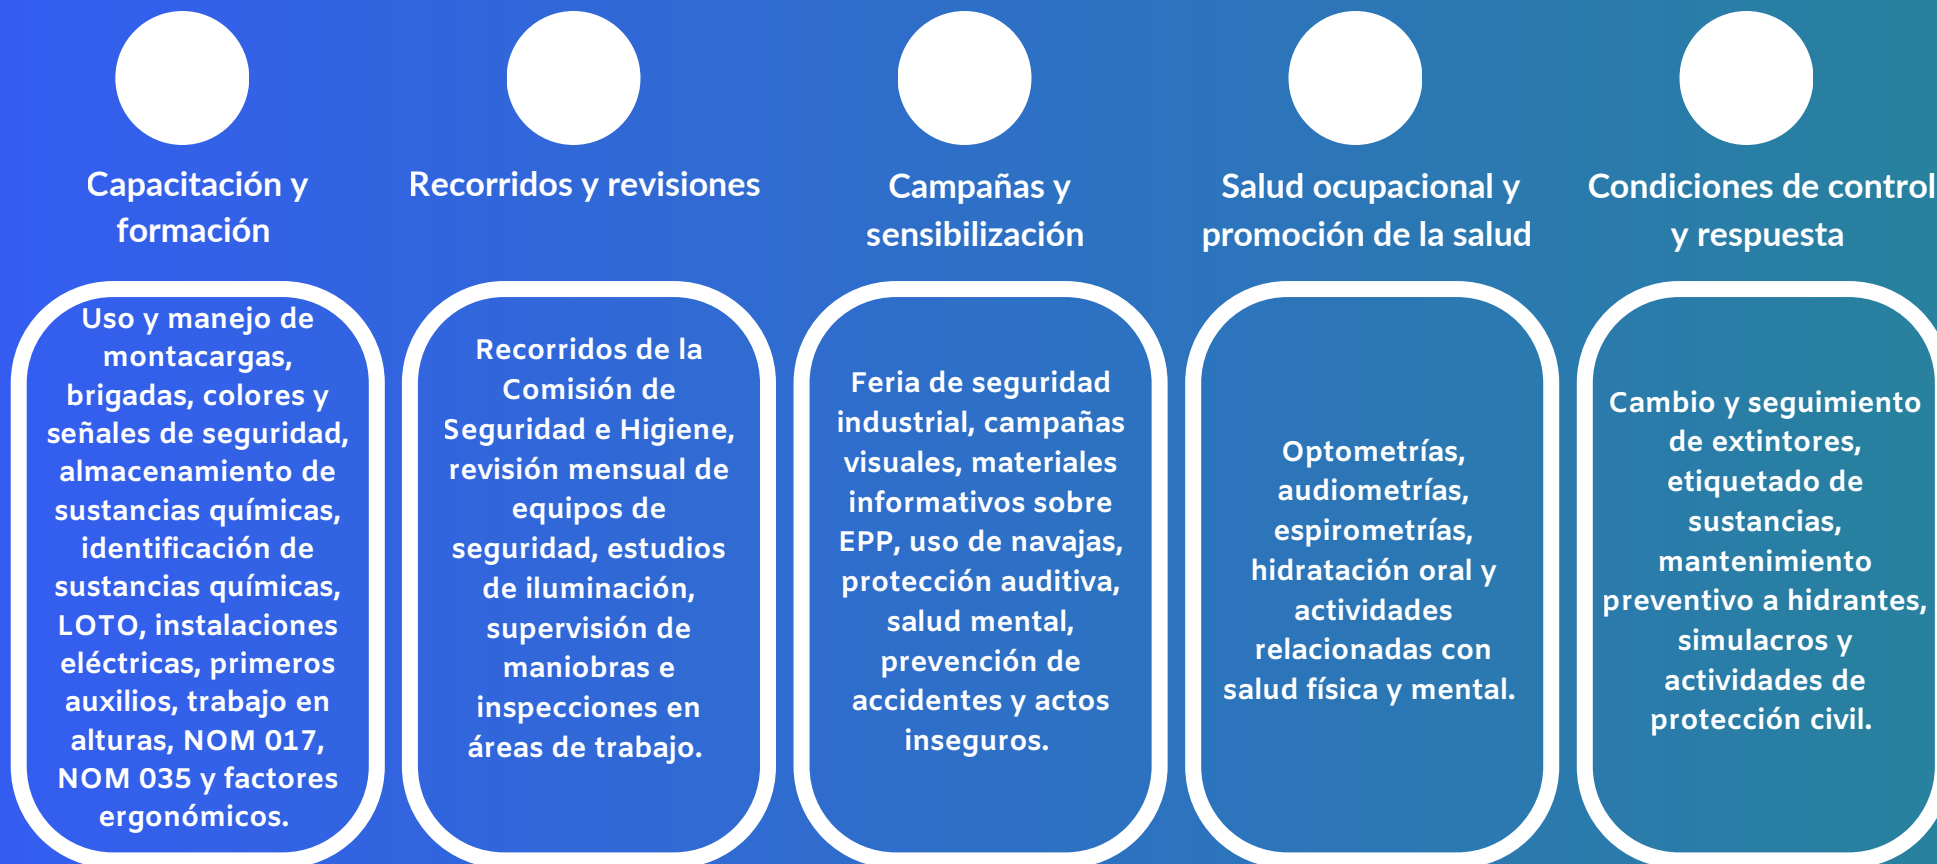 Capacitación y
formación
Uso y manejo de
montacargas,
brigadas, colores y
señales de seguridad,
almacenamiento de
sustancias químicas,
identificación de
sustancias químicas,
LOTO, instalaciones
eléctricas, primeros
auxilios, trabajo en
alturas, NOM 017,
NOM 035 y factores
ergonómicos.
Recorridos y revisiones
Recorridos de la
Comisión de
Seguridad e Higiene,
revisión mensual de
equipos de
seguridad, estudios
de iluminación,
supervisión de
maniobras e
inspecciones en
áreas de trabajo.
Campañas y
sensibilización
Feria de seguridad
industrial, campañas
visuales, materiales
informativos sobre
EPP, uso de navajas,
protección auditiva,
salud mental,
prevención de
accidentes y actos
inseguros.
Salud ocupacional y
promoción de la salud
Optometrías,
audiometrías,
espirometrías,
hidratación oral y
actividades
relacionadas con
salud física y mental.
Condiciones de control
y respuesta
Cambio y seguimiento
de extintores,
etiquetado de
sustancias,
mantenimiento
preventivo a hidrantes,
simulacros y
actividades de
protección civil.